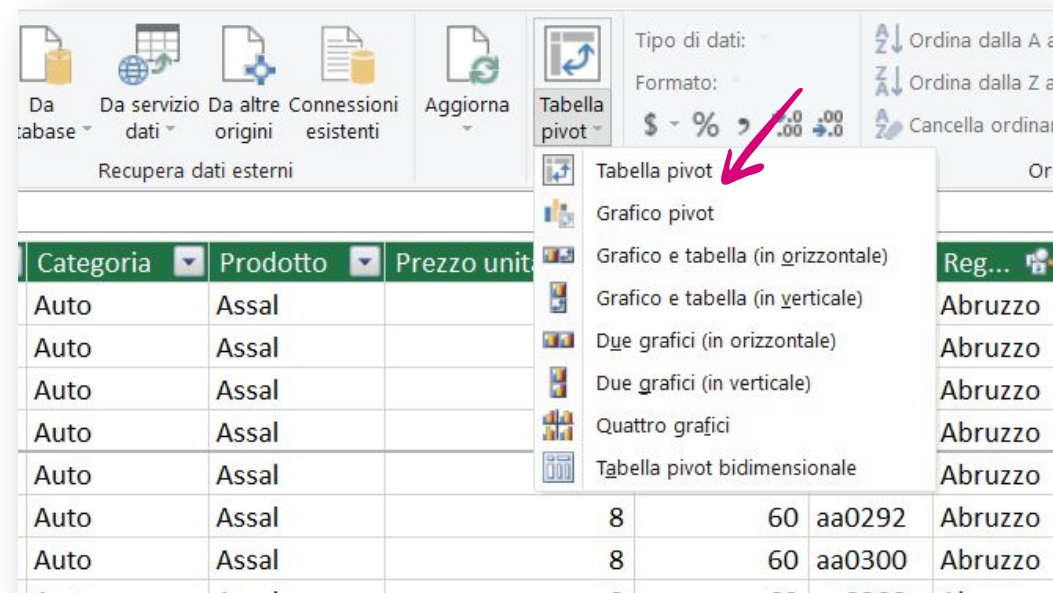 Tipo di dati:
Ordina dalla A a
Formato:
Ordina dalla Z a
$ % , .00 .00 .0
Cancella ordinar
Da
Da servizio dati
Da altre origini
Connessioni esistenti
Aggiorna
Tabella pivot
Recupera dati esterni
Or
Tabella pivot
Grafico pivot
Grafico e tabella (in orizzontale)
Grafico e tabella (in verticale)
Due grafici (in orizzontale)
Due grafici (in verticale)
Quattro grafici
Tabella pivot bidimensionale
Categoria Prodotto Prezzo unit Reg...
Auto Assal Abruzzo
Auto Assal Abruzzo
Auto Assal Abruzzo
Auto Assal Abruzzo
Auto Assal Abruzzo
Auto Assal 8 60 aa0292 Abruzzo
Auto Assal 8 60 aa0300 Abruzzo